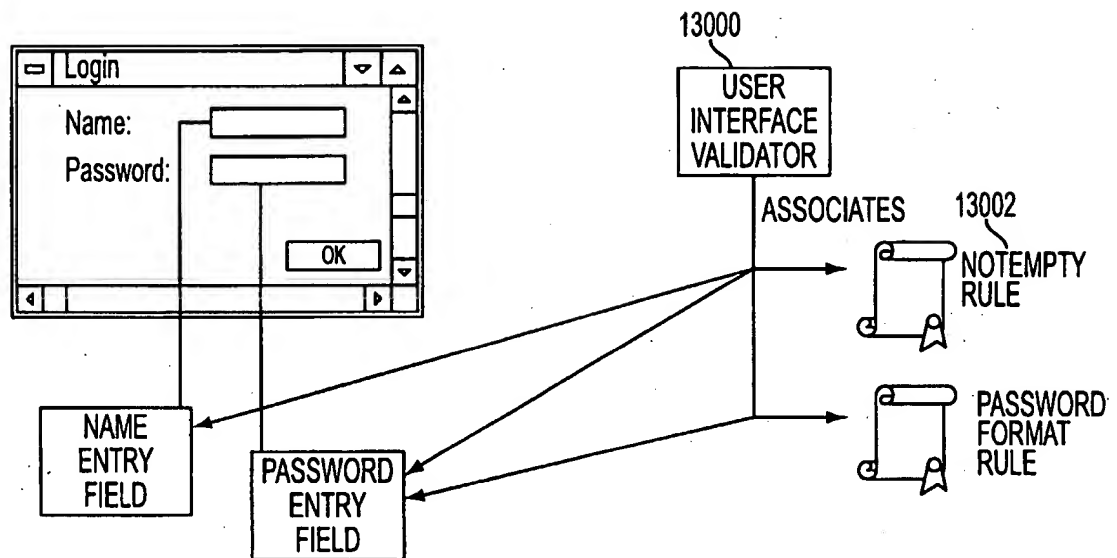 Login
Name:
Password:
OK
13000
USER
INTERFACE
VALIDATOR
ASSOCIATES
13002
NOTEMPTY
RULE
PASSWORD
FORMAT
RULE
NAME
ENTRY
FIELD
PASSWORD
ENTRY
FIELD